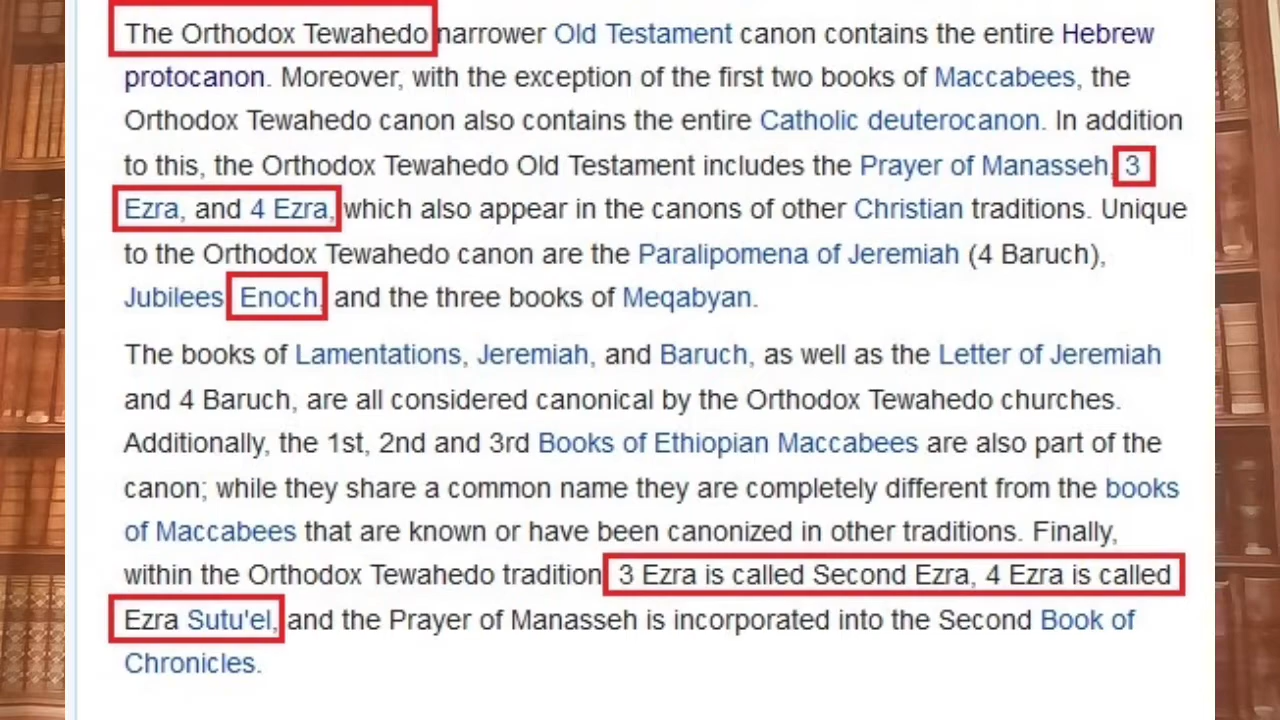 The Orthodox Tewahedo narrower Old Testament canon contains the entire Hebrew
protocanon. Moreover, with the exception of the first two books of Maccabees, the
Orthodox Tewahedo canon also contains the entire Catholic deuterocanon. In addition
to this, the Orthodox Tewahedo Old Testament includes the Prayer of Manasseh, 3
Ezra, and 4 Ezra, which also appear in the canons of other Christian traditions. Unique
to the Orthodox Tewahedo canon are the Paralipomena of Jeremiah (4 Baruch),
Jubilees, Enoch, and the three books of Meqabyan.
The books of Lamentations, Jeremiah, and Baruch, as well as the Letter of Jeremiah
and 4 Baruch, are all considered canonical by the Orthodox Tewahedo churches.
Additionally, the 1st, 2nd and 3rd Books of Ethiopian Maccabees are also part of the
canon; while they share a common name they are completely different from the books
of Maccabees that are known or have been canonized in other traditions. Finally,
within the Orthodox Tewahedo tradition, 3 Ezra is called Second Ezra, 4 Ezra is called
Ezra Sutu'el, and the Prayer of Manasseh is incorporated into the Second Book of
Chronicles.